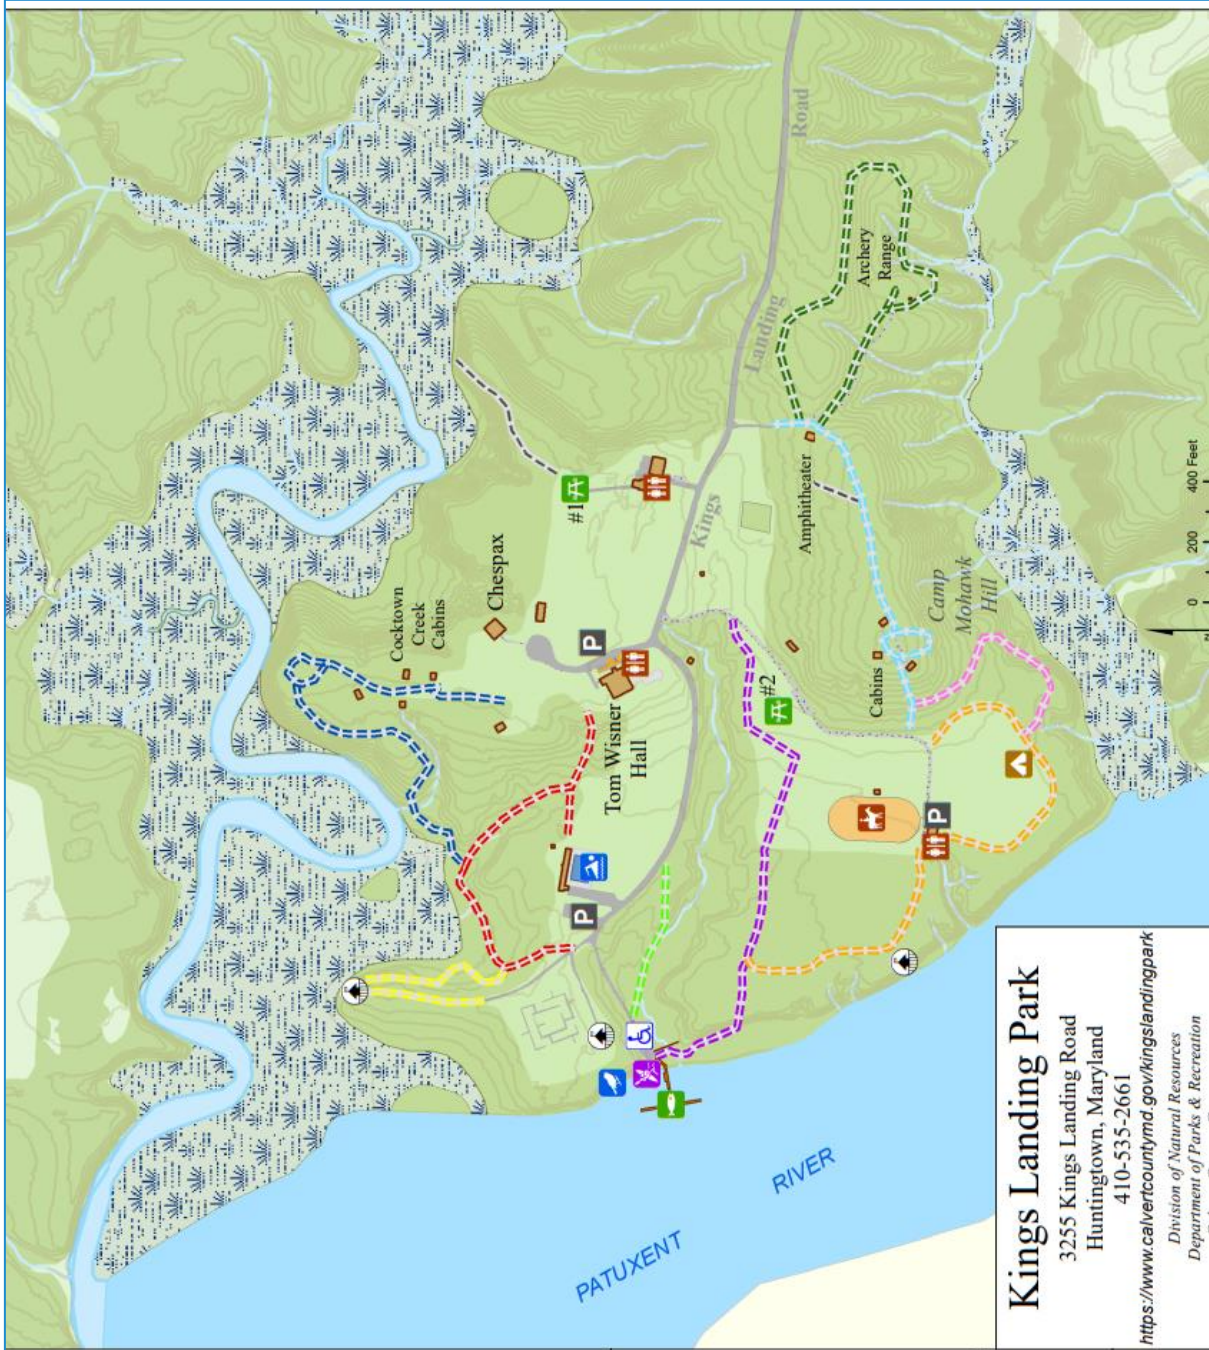 Cocktown
Creek
Cabins
Chespax
#1
P
Tom Wisner
Hall
P
#2
Kings
Landing
Road
Archery
Range
Amphitheater
Camp
Mohawk
Hill
Cabins
P
PATUXENT
RIVER
0 200 400 Feet
Kings Landing Park
3255 Kings Landing Road
Huntingtown, Maryland
410-535-2661
https://www.calvertcountymd.gov/kingslandingpark
Division of Natural Resources
Department of Parks & Recreation